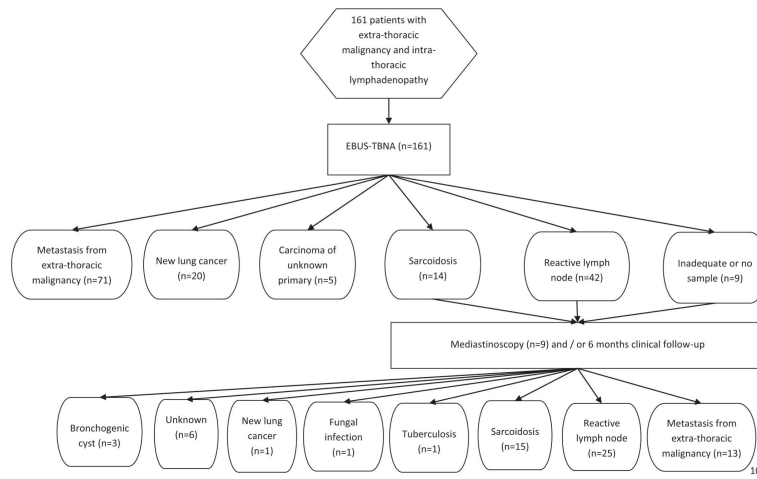 161 patients with
extra-thoracic
malignancy and intra-
thoracic
lymphadenopathy
EBUS-TBNA (n=161)
Metastasis from
extra-thoracic
malignancy (n=71)
New lung cancer
(n=20)
Carcinoma of
unknown
primary (n=5)
Sarcoidosis
(n=14)
Reactive lymph
node (n=42)
Inadequate or no
sample (n=9)
Mediastinoscopy (n=9) and / or 6 months clinical follow-up
Bronchogenic
cyst (n=3)
Unknown
(n=6)
New lung
cancer
(n=1)
Fungal
infection
(n=1)
Tuberculosis
(n=1)
Sarcoidosis
(n=15)
Reactive
lymph node
(n=25)
Metastasis from
extra-thoracic
malignancy (n=13)
10